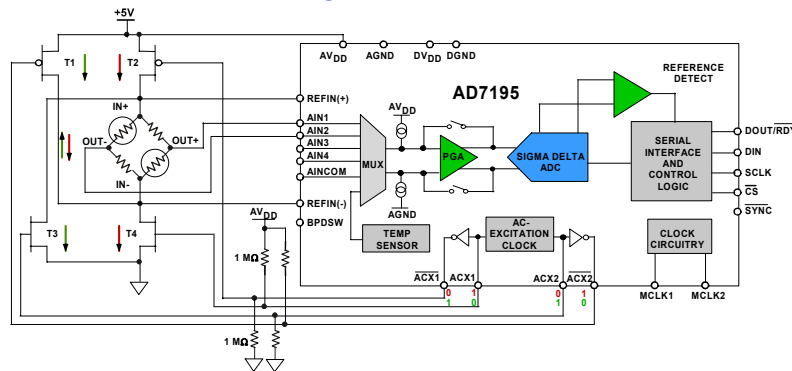 +5V
T1
T2
IN+
OUT-
OUT+
IN-
T3
T4
AVDD
AGND
DVDD
DGND
AD7195
REFERENCE
DETECT
REFIN(+)
AIN1
AIN2
AIN3
AIN4
AINCOM
REFIN(-)
BPDSW
AVDD
MUX
PGA
AGND
SIGMA DELTA
ADC
SERIAL
INTERFACE
AND
CONTROL
LOGIC
DOUT/RDY
DIN
SCLK
CS
SYNC
TEMP
SENSOR
AC-
EXCITATION
CLOCK
CLOCK
CIRCUITRY
AVDD
1 MΩ
ACX1 ACX1 ACX2 ACX2
0 1 0 1
1 0 1 0
MCLK1 MCLK2
1 MΩ